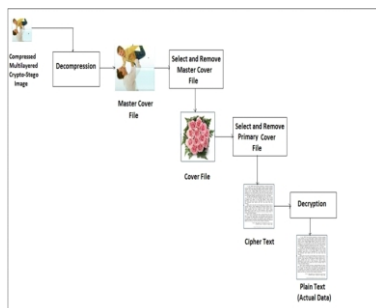 Compressed
Multilayered
Crypto-Stego
Image
Decompression
Master Cover
File
Select and Remove
Master Cover
File
Cover File
Select and Remove
Primary Cover
File
Cipher Text
Decryption
Plain Text
(Actual Data)